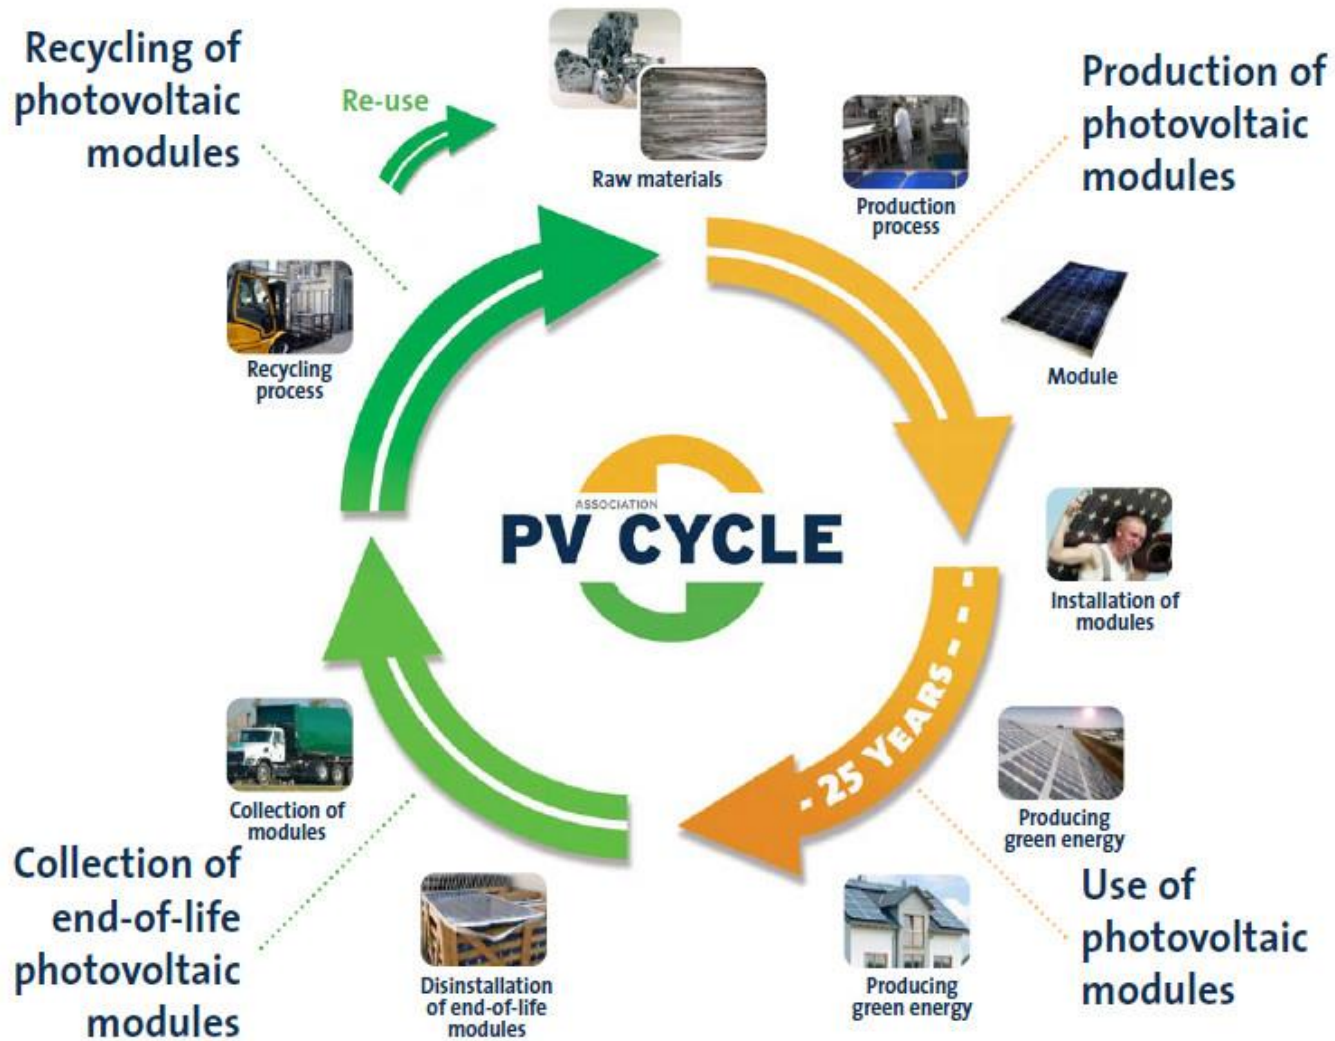 Recycling of
photovoltaic
modules
Re-use
Raw materials
Production
process
Production of
photovoltaic
modules
Module
Recycling
process
ASSOCIATION
PV CYCLE
Installation of
modules
- 25 YEARS - - - -
Producing
green energy
Use of
photovoltaic
modules
Producing
green energy
Disinstallation
of end-of-life
modules
Collection of
modules
Collection of
end-of-life
photovoltaic
modules